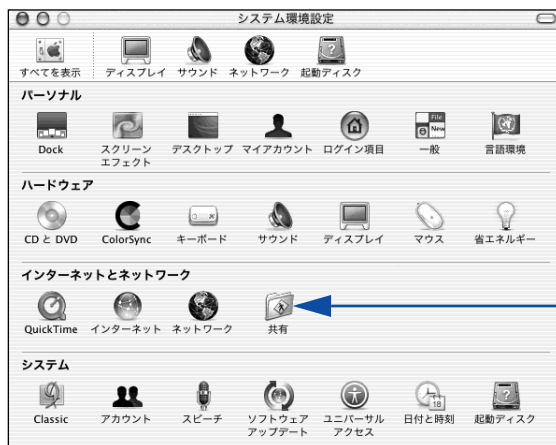 システム環境設定
すべてを表示 ディスプレイ サウンド ネットワーク 起動ディスク
パーソナル
Dock スクリーン エフェクト デスクトップ マイアカウント ログイン項目 一般 言語環境
File
New
ハードウェア
CD と DVD ColorSync キーボード サウンド ディスプレイ マウス 省エネルギー
インターネットとネットワーク
QuickTime インターネット ネットワーク 共有
システム
18
Classic アカウント スピーチ ソフトウェア アップデート ユニバーサル アクセス 日付と時刻 起動ディスク